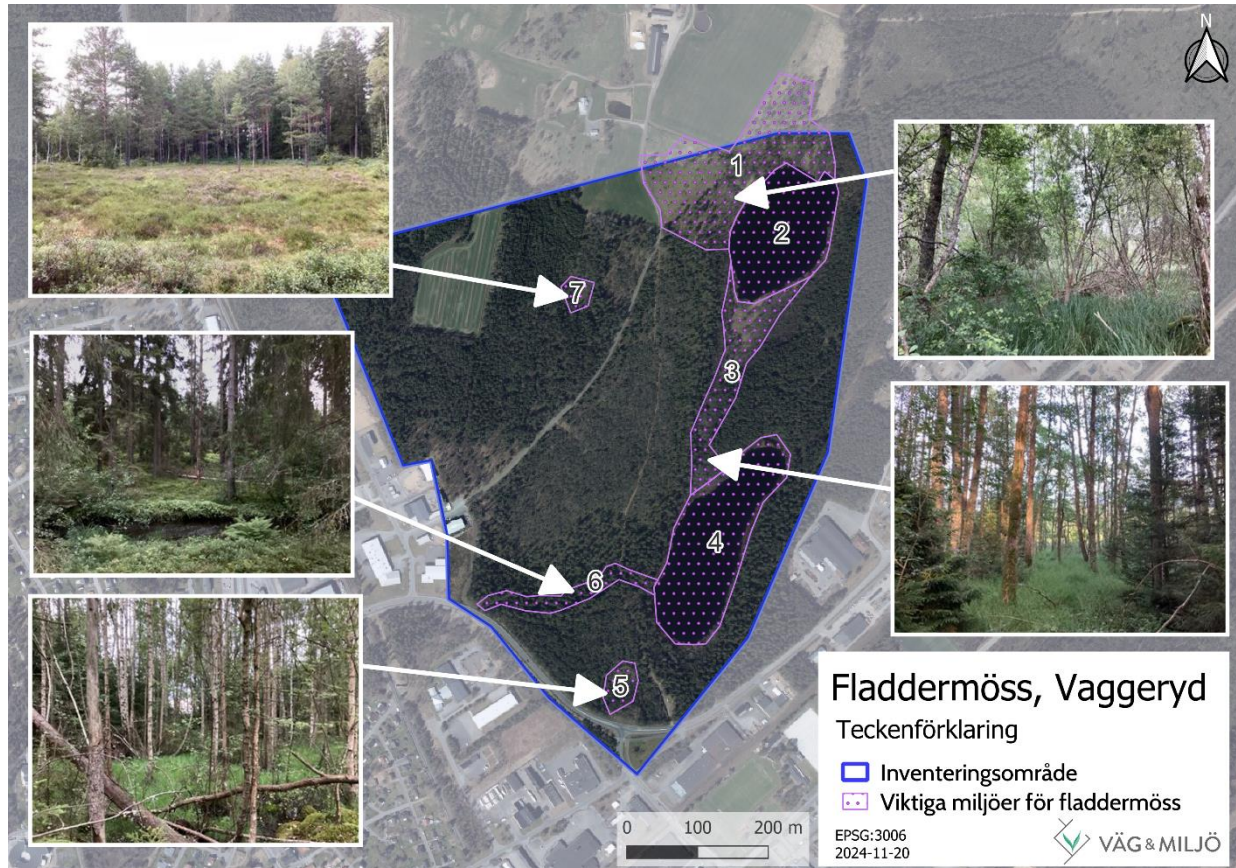 N
1
2
7
3
4
6
5
Fladdermöss, Vaggeryd
Teckenförklaring
Inventeringsområde
Viktiga miljöer för fladdermöss
0 100 200 m
EPSG:3006
2024-11-20
VÄG & MILJÖ